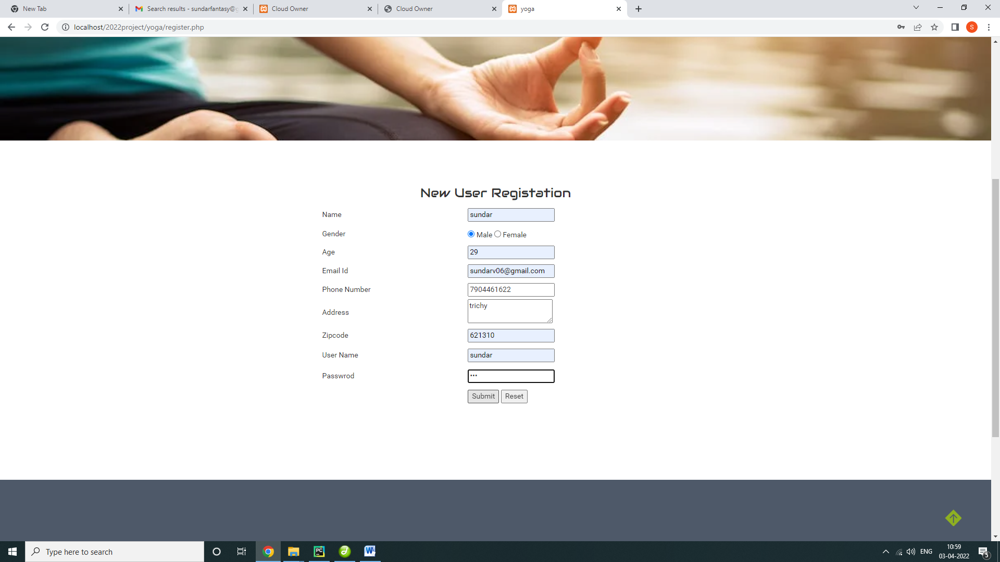 New Tab
Search results - sundarfantasy@g
Cloud Owner
Cloud Owner
yoga
localhost/2022project/yoga/register.php
S
New User Registation
Name sundar
Gender Male Female
Age 29
Email Id sundarv06@gmail.com
Phone Number 7904461622
Address trichy
Zipcode 621310
User Name sundar
Passwrod •••
Submit Reset
Type here to search
PC
W
ENG
10:59
03-04-2022
5